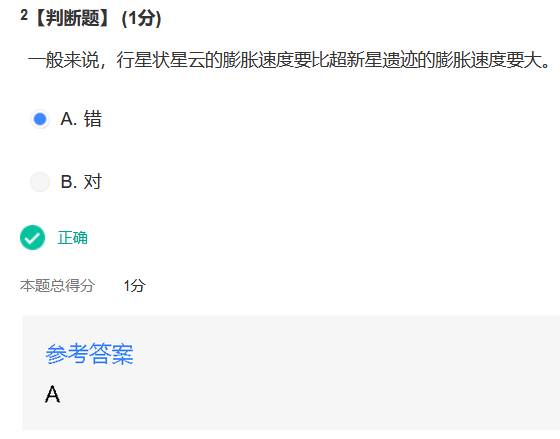 2【判断题】 (1分)
一般来说，行星状星云的膨胀速度要比超新星遗迹的膨胀速度要大。
A. 错
B. 对
正确
本题总得分 1分
参考答案
A